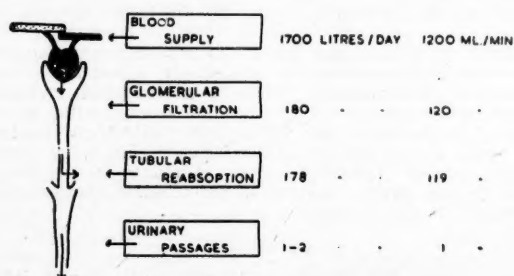 BLOOD
SUPPLY 1700 LITRES/DAY 1200 ML./MIN
GLOMERULAR
FILTRATION 180 " " 120 "
TUBULAR
REABSOPTION 178 " " 119 "
URINARY
PASSAGES 1-2 " " 1 "